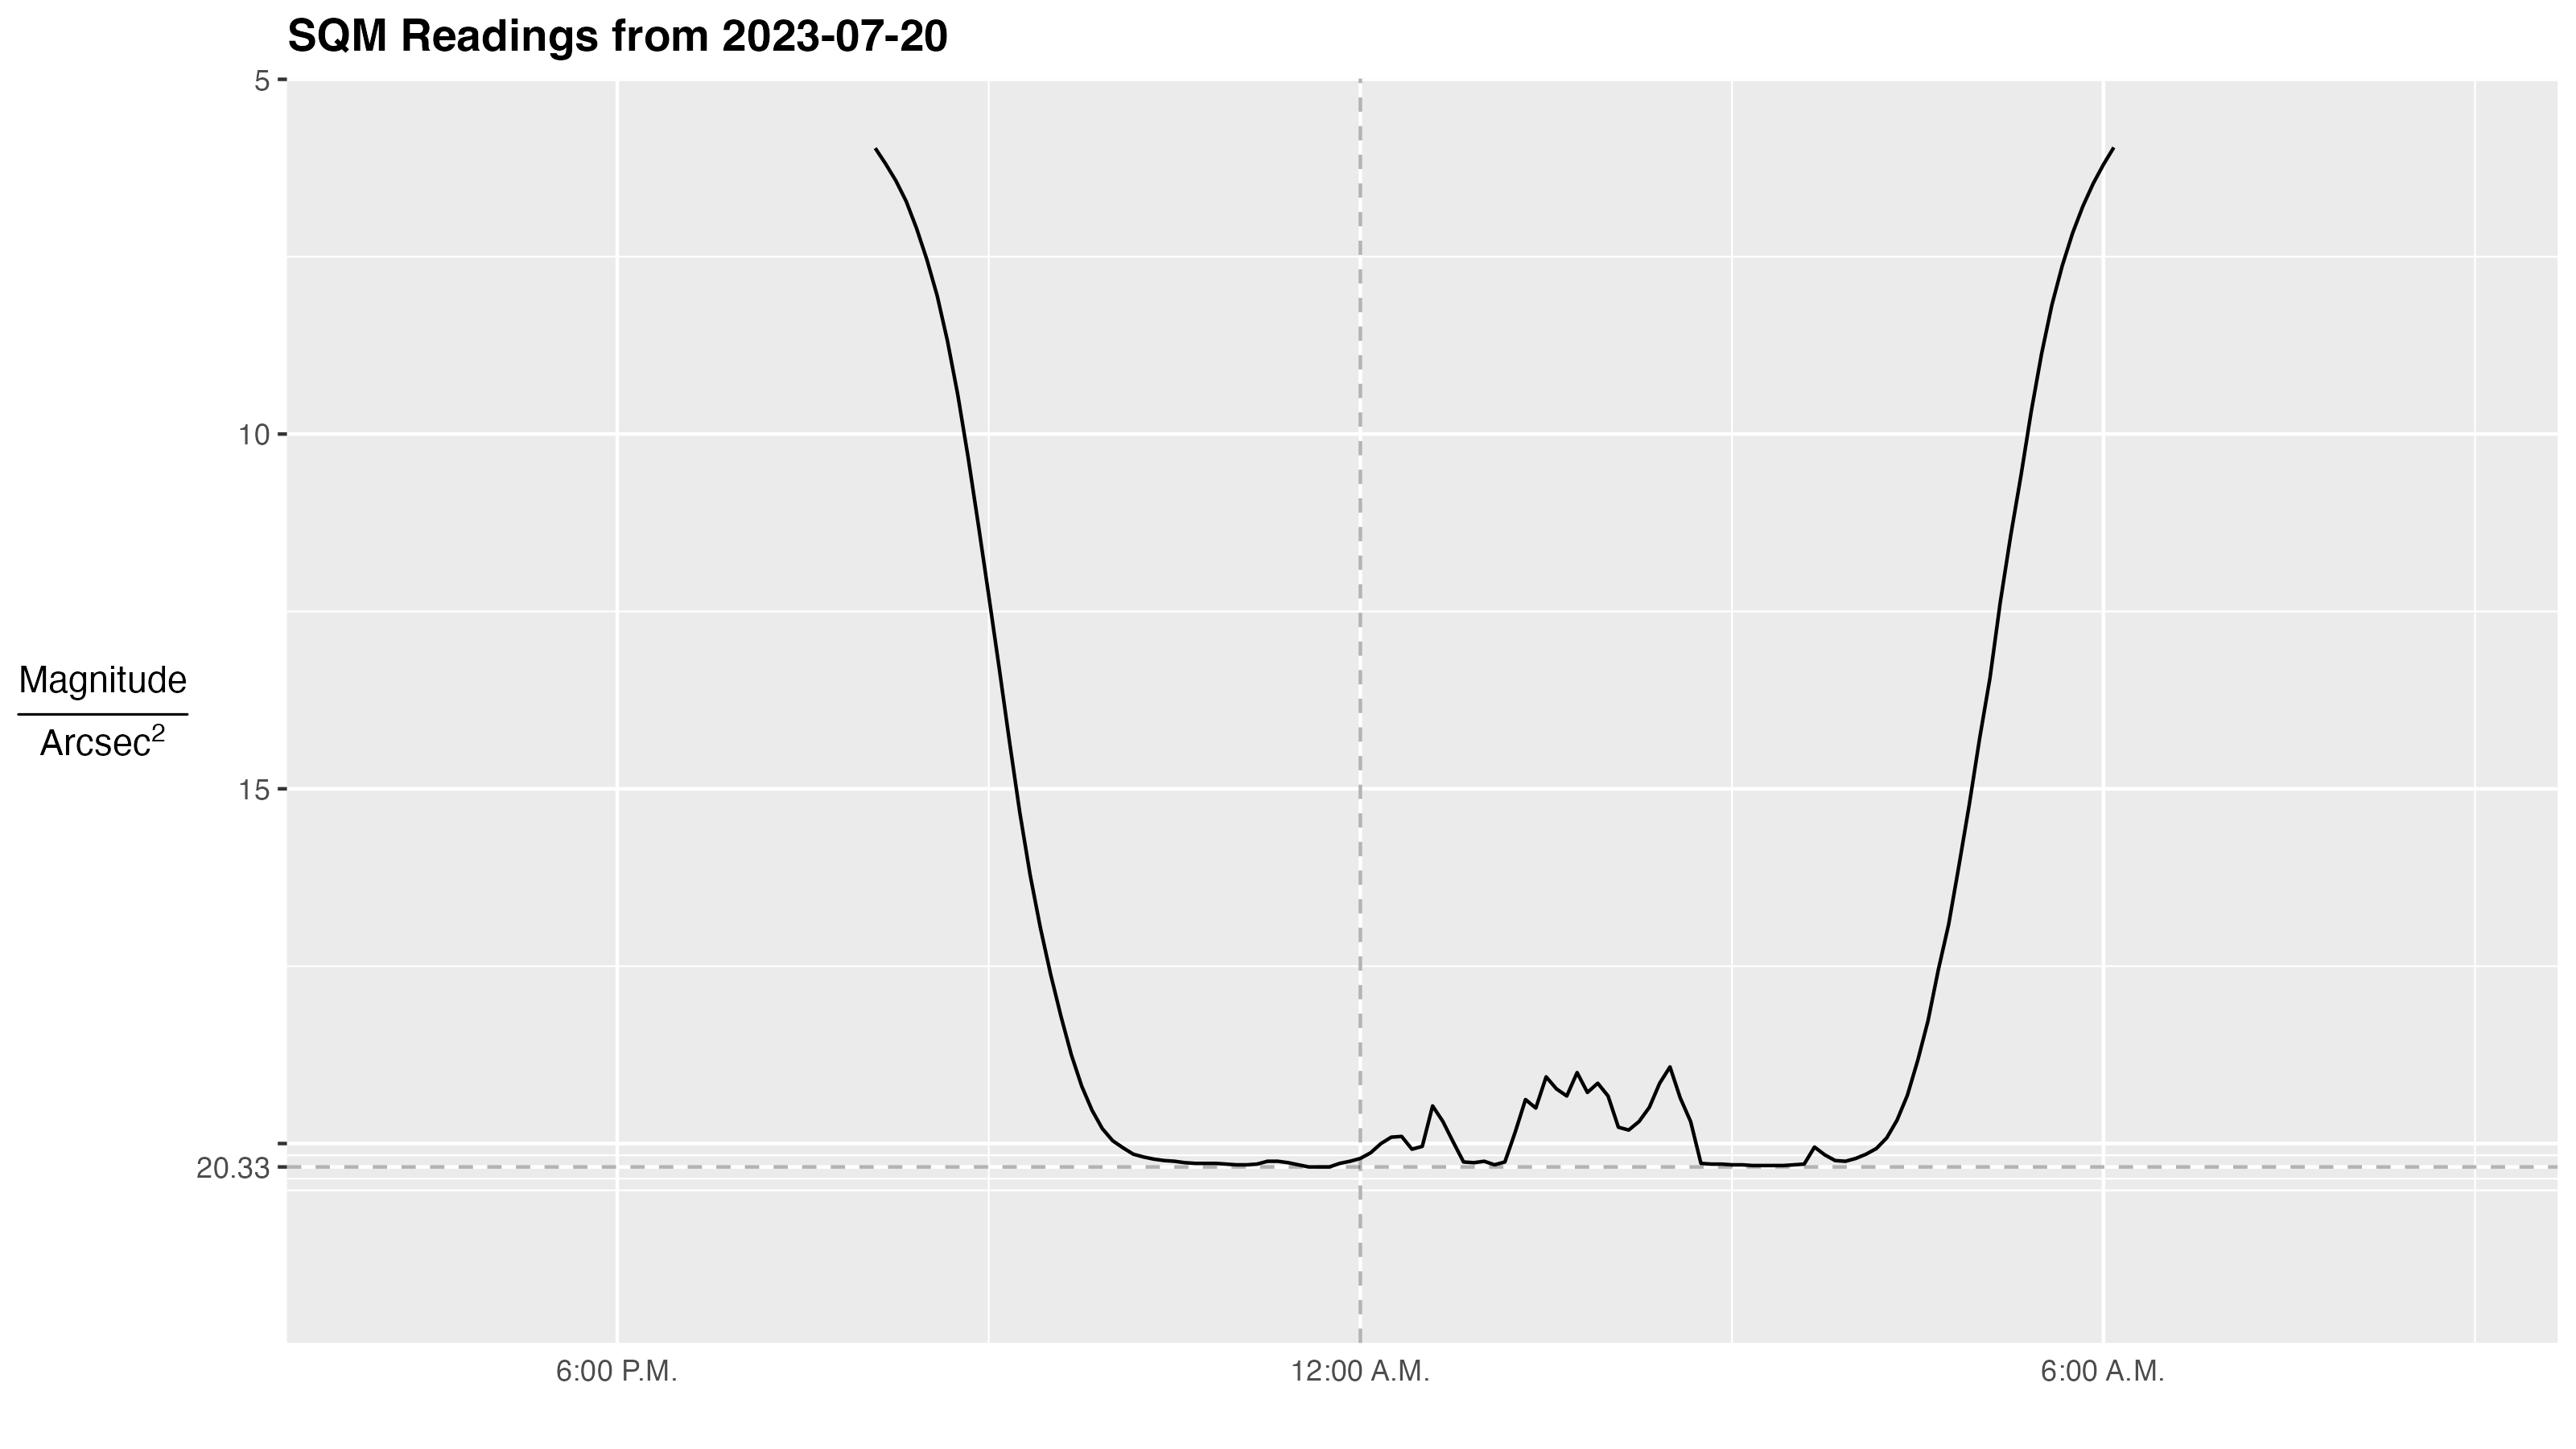 SQM Readings from 2023-07-20
5
10
15
20.33
Magnitude
Arcsec²
6:00 P.M.
12:00 A.M.
6:00 A.M.